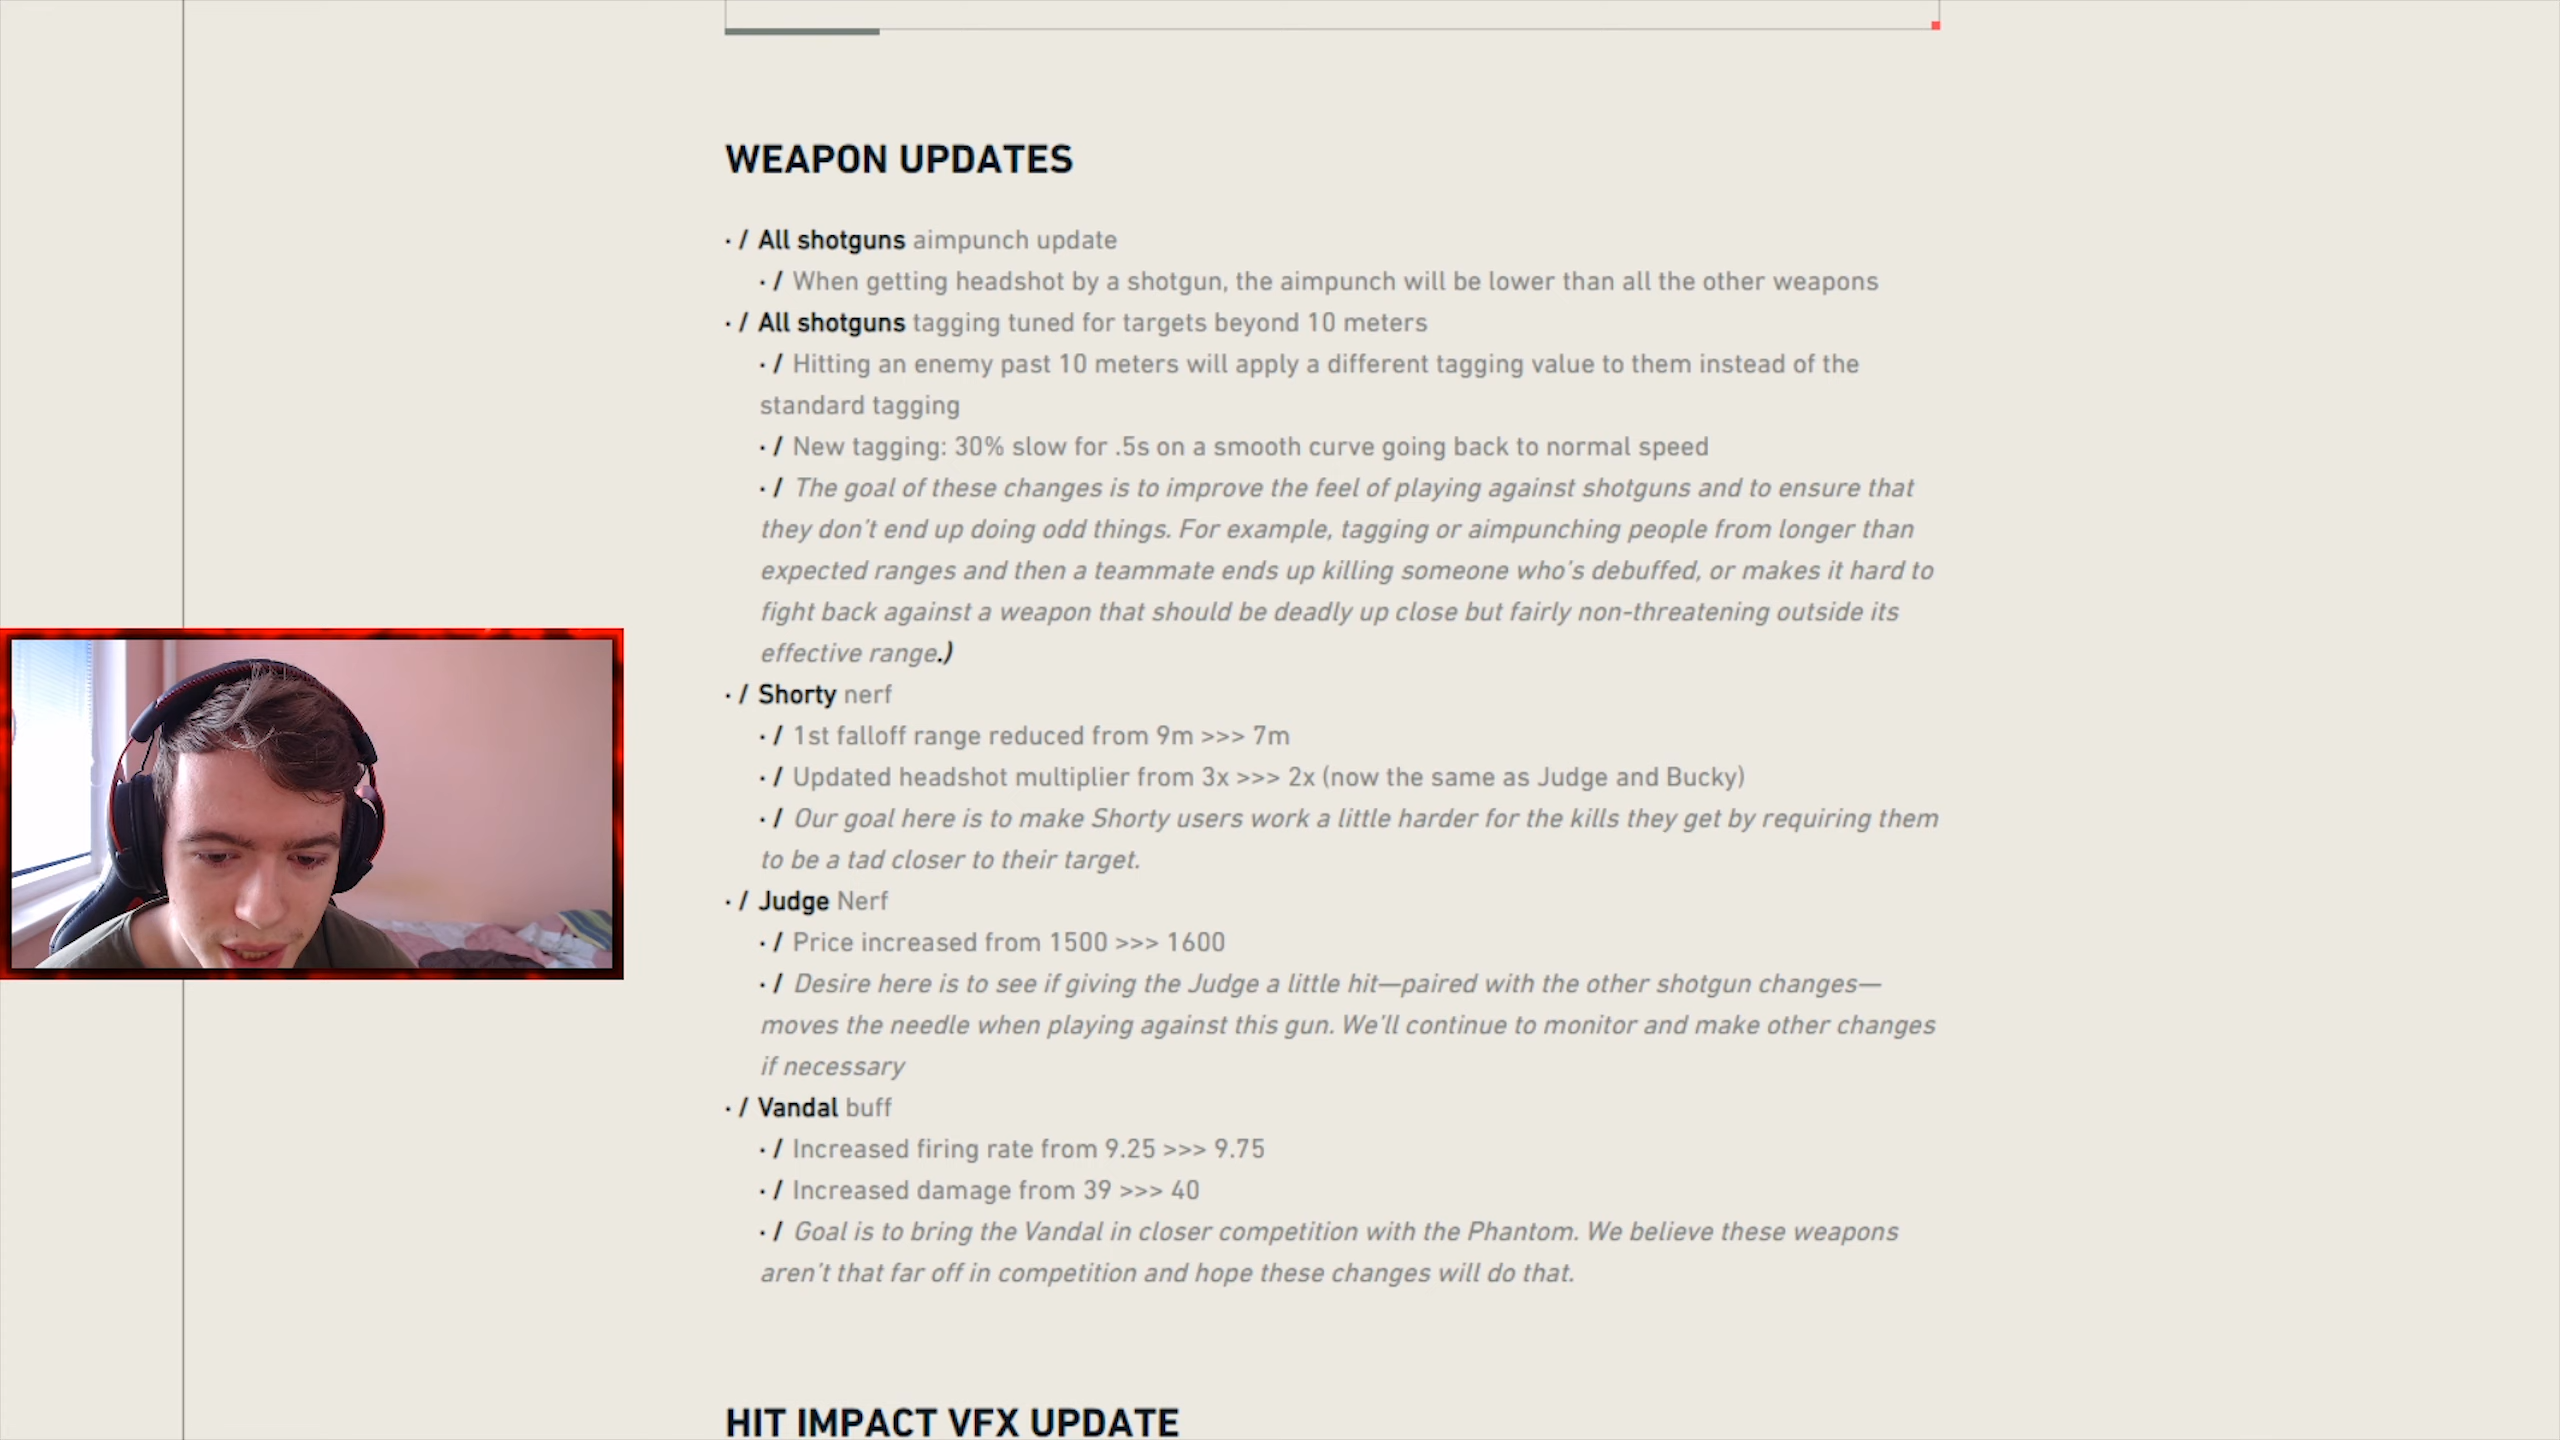 WEAPON UPDATES
· / All shotguns aimpunch update
· / When getting headshot by a shotgun, the aimpunch will be lower than all the other weapons
· / All shotguns tagging tuned for targets beyond 10 meters
· / Hitting an enemy past 10 meters will apply a different tagging value to them instead of the
standard tagging
· / New tagging: 30% slow for .5s on a smooth curve going back to normal speed
· / The goal of these changes is to improve the feel of playing against shotguns and to ensure that
they don't end up doing odd things. For example, tagging or aimpunching people from longer than
expected ranges and then a teammate ends up killing someone who's debuffed, or makes it hard to
fight back against a weapon that should be deadly up close but fairly non-threatening outside its
effective range.)
· / Shorty nerf
· / 1st falloff range reduced from 9m >>> 7m
· / Updated headshot multiplier from 3x >>> 2x (now the same as Judge and Bucky)
· / Our goal here is to make Shorty users work a little harder for the kills they get by requiring them
to be a tad closer to their target.
· / Judge Nerf
· / Price increased from 1500 >>> 1600
· / Desire here is to see if giving the Judge a little hit—paired with the other shotgun changes—
moves the needle when playing against this gun. We'll continue to monitor and make other changes
if necessary
· / Vandal buff
· / Increased firing rate from 9.25 >>> 9.75
· / Increased damage from 39 >>> 40
· / Goal is to bring the Vandal in closer competition with the Phantom. We believe these weapons
aren't that far off in competition and hope these changes will do that.
HIT IMPACT VFX UPDATE